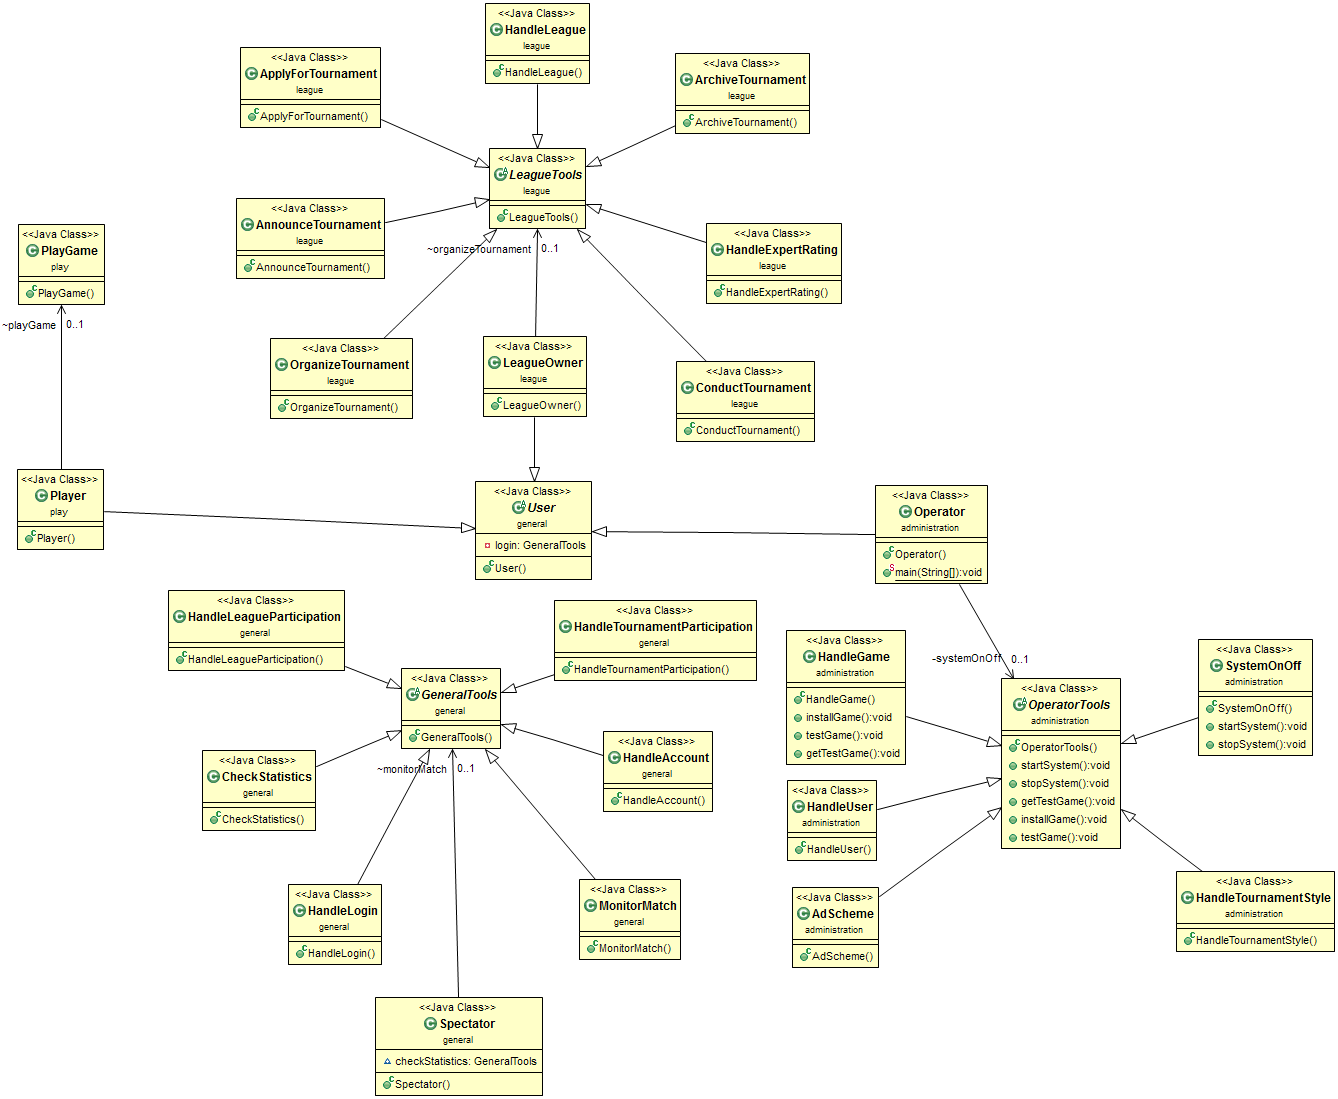 <<Java Class>>
HandleLeague
league
HandleLeague()
<<Java Class>>
ApplyForTournament
league
ApplyForTournament()
<<Java Class>>
ArchiveTournament
league
ArchiveTournament()
<<Java Class>>
LeagueTools
league
LeagueTools()
<<Java Class>>
AnnounceTournament
league
AnnounceTournament()
<<Java Class>>
PlayGame
play
PlayGame()
<<Java Class>>
HandleExpertRating
league
HandleExpertRating()
~organizeTournament
0..1
~playGame
0..1
<<Java Class>>
OrganizeTournament
league
OrganizeTournament()
<<Java Class>>
LeagueOwner
league
LeagueOwner()
<<Java Class>>
ConductTournament
league
ConductTournament()
<<Java Class>>
Player
play
Player()
<<Java Class>>
User
general
login: GeneralTools
User()
<<Java Class>>
Operator
administration
Operator()
main(String[]):void
<<Java Class>>
HandleLeagueParticipation
general
HandleLeagueParticipation()
<<Java Class>>
HandleTournamentParticipation
general
HandleTournamentParticipation()
<<Java Class>>
HandleGame
administration
HandleGame()
installGame():void
testGame():void
getTestGame():void
-systemOnOff
0..1
<<Java Class>>
SystemOnOff
administration
SystemOnOff()
startSystem():void
stopSystem():void
<<Java Class>>
GeneralTools
general
GeneralTools()
<<Java Class>>
OperatorTools
administration
OperatorTools()
startSystem():void
stopSystem():void
getTestGame():void
installGame():void
testGame():void
<<Java Class>>
CheckStatistics
general
CheckStatistics()
~monitorMatch
0..1
<<Java Class>>
HandleAccount
general
HandleAccount()
<<Java Class>>
HandleUser
administration
HandleUser()
<<Java Class>>
HandleLogin
general
HandleLogin()
<<Java Class>>
MonitorMatch
general
MonitorMatch()
<<Java Class>>
AdScheme
administration
AdScheme()
<<Java Class>>
HandleTournamentStyle
administration
HandleTournamentStyle()
<<Java Class>>
Spectator
general
checkStatistics: GeneralTools
Spectator()